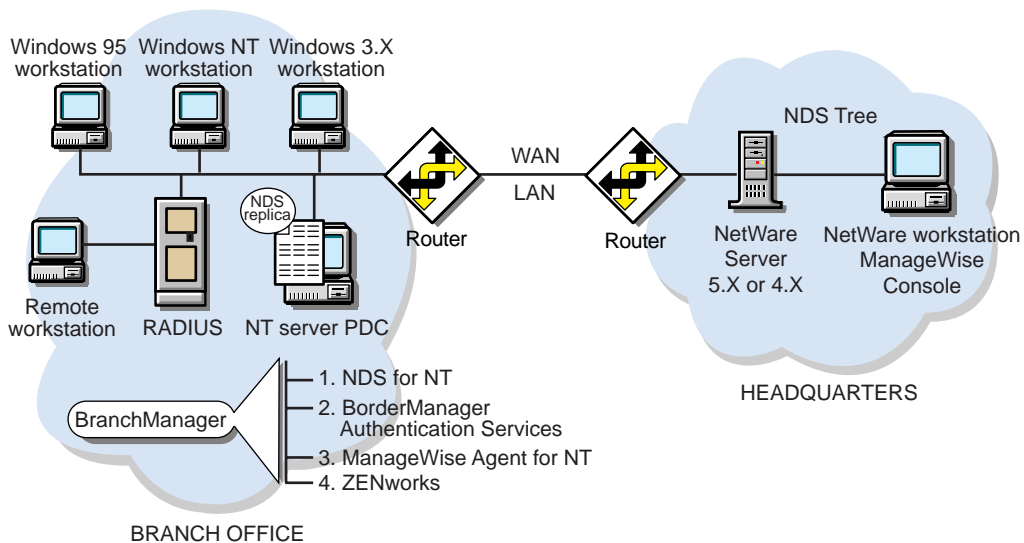 Windows 95
workstation
Windows NT
workstation
Windows 3.X
workstation
NDS
replica
Remote
workstation
RADIUS
NT server PDC
Router
WAN
LAN
Router
NDS Tree
NetWare
Server
5.X or 4.X
NetWare workstation
ManageWise
Console
HEADQUARTERS
BranchManager
1. NDS for NT
2. BorderManager
Authentication Services
3. ManageWise Agent for NT
4. ZENworks
BRANCH OFFICE